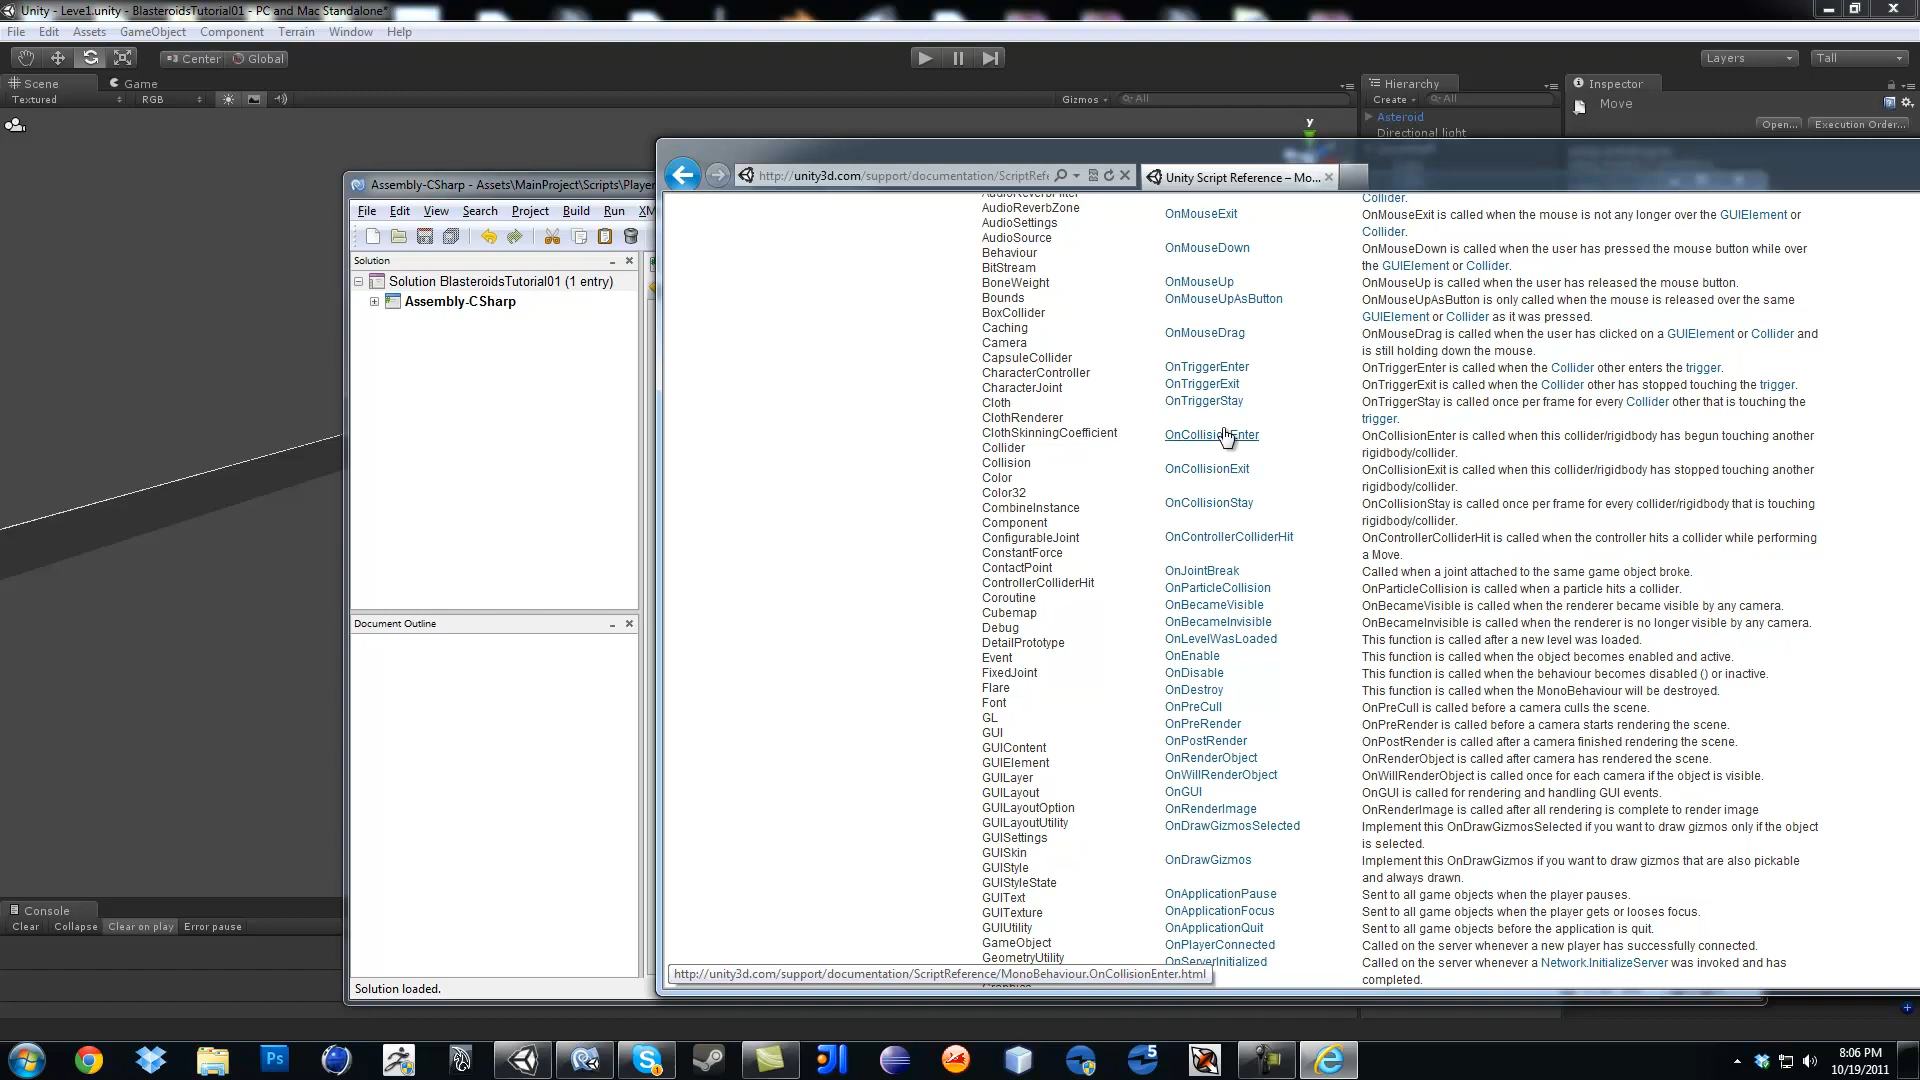 Unity - Leve1.unity - BlasteroidsTutorial01 - PC and Mac Standalone*
File Edit Assets GameObject Component Terrain Window Help
Center Global Layers Tall
Scene Game Hierarchy Inspector
Textured RGB Gizmos All Create All Move
Asteroid
Directional light
Open... Execution Order...
Assembly-CSharp - Assets\MainProject\Scripts\Player
File Edit View Search Project Build Run XM
Solution
Solution BlasteroidsTutorial01 (1 entry)
Assembly-CSharp
Document Outline
Solution loaded.
Console
Clear Collapse Clear on play Error pause
http://unity3d.com/support/documentation/ScriptRefe
Unity Script Reference – Mo...
AudioReverbFilter
AudioReverbZone
AudioSettings
AudioSource
Behaviour
BitStream
BoneWeight
Bounds
BoxCollider
Caching
Camera
CapsuleCollider
CharacterController
CharacterJoint
Cloth
ClothRenderer
ClothSkinningCoefficient
Collider
Collision
Color
Color32
CombineInstance
Component
ConfigurableJoint
ConstantForce
ContactPoint
ControllerColliderHit
Coroutine
Cubemap
Debug
DetailPrototype
Event
FixedJoint
Flare
Font
GL
GUI
GUIContent
GUIElement
GUILayer
GUILayout
GUILayoutOption
GUILayoutUtility
GUISettings
GUISkin
GUIStyle
GUIStyleState
GUIText
GUITexture
GUIUtility
GameObject
GeometryUtility
Collider.
OnMouseExit OnMouseExit is called when the mouse is not any longer over the GUIElement or
Collider.
OnMouseDown OnMouseDown is called when the user has pressed the mouse button while over
the GUIElement or Collider.
OnMouseUp OnMouseUp is called when the user has released the mouse button.
OnMouseUpAsButton OnMouseUpAsButton is only called when the mouse is released over the same
GUIElement or Collider as it was pressed.
OnMouseDrag OnMouseDrag is called when the user has clicked on a GUIElement or Collider and
is still holding down the mouse.
OnTriggerEnter OnTriggerEnter is called when the Collider other enters the trigger.
OnTriggerExit OnTriggerExit is called when the Collider other has stopped touching the trigger.
OnTriggerStay OnTriggerStay is called once per frame for every Collider other that is touching the
trigger.
OnCollisionEnter OnCollisionEnter is called when this collider/rigidbody has begun touching another
rigidbody/collider.
OnCollisionExit OnCollisionExit is called when this collider/rigidbody has stopped touching another
rigidbody/collider.
OnCollisionStay OnCollisionStay is called once per frame for every collider/rigidbody that is touching
rigidbody/collider.
OnControllerColliderHit OnControllerColliderHit is called when the controller hits a collider while performing
a Move.
OnJointBreak Called when a joint attached to the same game object broke.
OnParticleCollision OnParticleCollision is called when a particle hits a collider.
OnBecameVisible OnBecameVisible is called when the renderer became visible by any camera.
OnBecameInvisible OnBecameInvisible is called when the renderer is no longer visible by any camera.
OnLevelWasLoaded This function is called after a new level was loaded.
OnEnable This function is called when the object becomes enabled and active.
OnDisable This function is called when the behaviour becomes disabled () or inactive.
OnDestroy This function is called when the MonoBehaviour will be destroyed.
OnPreCull OnPreCull is called before a camera culls the scene.
OnPreRender OnPreRender is called before a camera starts rendering the scene.
OnPostRender OnPostRender is called after a camera finished rendering the scene.
OnRenderObject OnRenderObject is called after camera has rendered the scene.
OnWillRenderObject OnWillRenderObject is called once for each camera if the object is visible.
OnGUI OnGUI is called for rendering and handling GUI events.
OnRenderImage OnRenderImage is called after all rendering is complete to render image
OnDrawGizmosSelected Implement this OnDrawGizmosSelected if you want to draw gizmos only if the object
is selected.
OnDrawGizmos Implement this OnDrawGizmos if you want to draw gizmos that are also pickable
and always drawn.
OnApplicationPause Sent to all game objects when the player pauses.
OnApplicationFocus Sent to all game objects when the player gets or looses focus.
OnApplicationQuit Sent to all game objects before the application is quit.
OnPlayerConnected Called on the server whenever a new player has successfully connected.
OnServerInitialized Called on the server whenever a Network.InitializeServer was invoked and has
completed.
http://unity3d.com/support/documentation/ScriptReference/MonoBehaviour.OnCollisionEnter.html
y
Ps
8:06 PM
10/19/2011